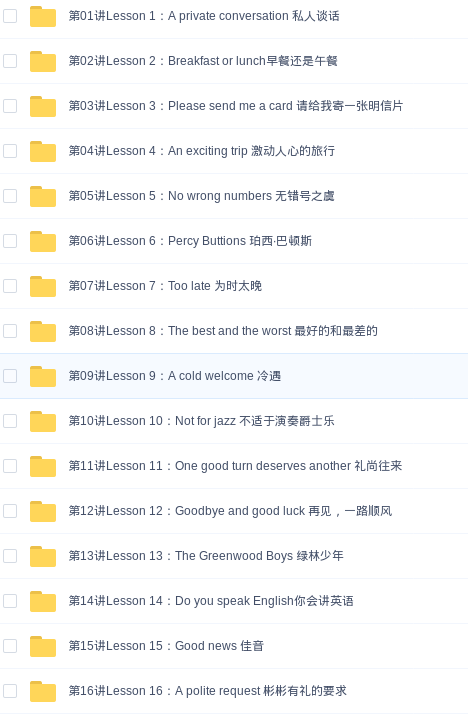 第01讲Lesson 1：A private conversation 私人谈话
第02讲Lesson 2：Breakfast or lunch早餐还是午餐
第03讲Lesson 3：Please send me a card 请给我寄一张明信片
第04讲Lesson 4：An exciting trip 激动人心的旅行
第05讲Lesson 5：No wrong numbers 无错号之虞
第06讲Lesson 6：Percy Buttions 珀西·巴顿斯
第07讲Lesson 7：Too late 为时太晚
第08讲Lesson 8：The best and the worst 最好的和最差的
第09讲Lesson 9：A cold welcome 冷遇
第10讲Lesson 10：Not for jazz 不适于演奏爵士乐
第11讲Lesson 11：One good turn deserves another 礼尚往来
第12讲Lesson 12：Goodbye and good luck 再见，一路顺风
第13讲Lesson 13：The Greenwood Boys 绿林少年
第14讲Lesson 14：Do you speak English你会讲英语
第15讲Lesson 15：Good news 佳音
第16讲Lesson 16：A polite request 彬彬有礼的要求